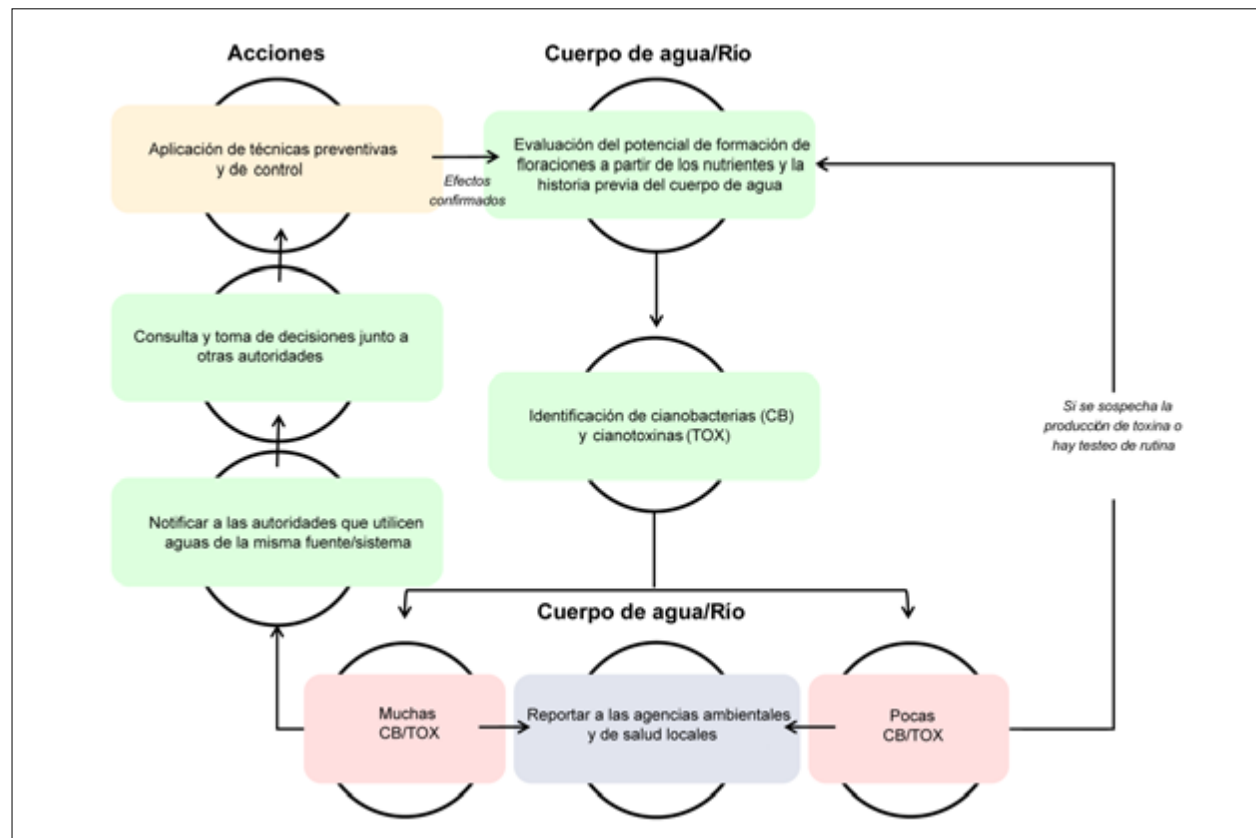 Acciones
Cuerpo de agua/Río
Aplicación de técnicas preventivas
y de control
Efectos
confirmados
Evaluación del potencial de formación de
floraciones a partir de los nutrientes y la
historia previa del cuerpo de agua
Consulta y toma de decisiones junto a
otras autoridades
Identificación de cianobacterias (CB)
y cianotoxinas (TOX)
Si se sospecha la
producción de toxina o
hay testeo de rutina
Notificar a las autoridades que utilicen
aguas de la misma fuente/sistema
Cuerpo de agua/Río
Muchas
CB/TOX
Reportar a las agencias ambientales
y de salud locales
Pocas
CB/TOX